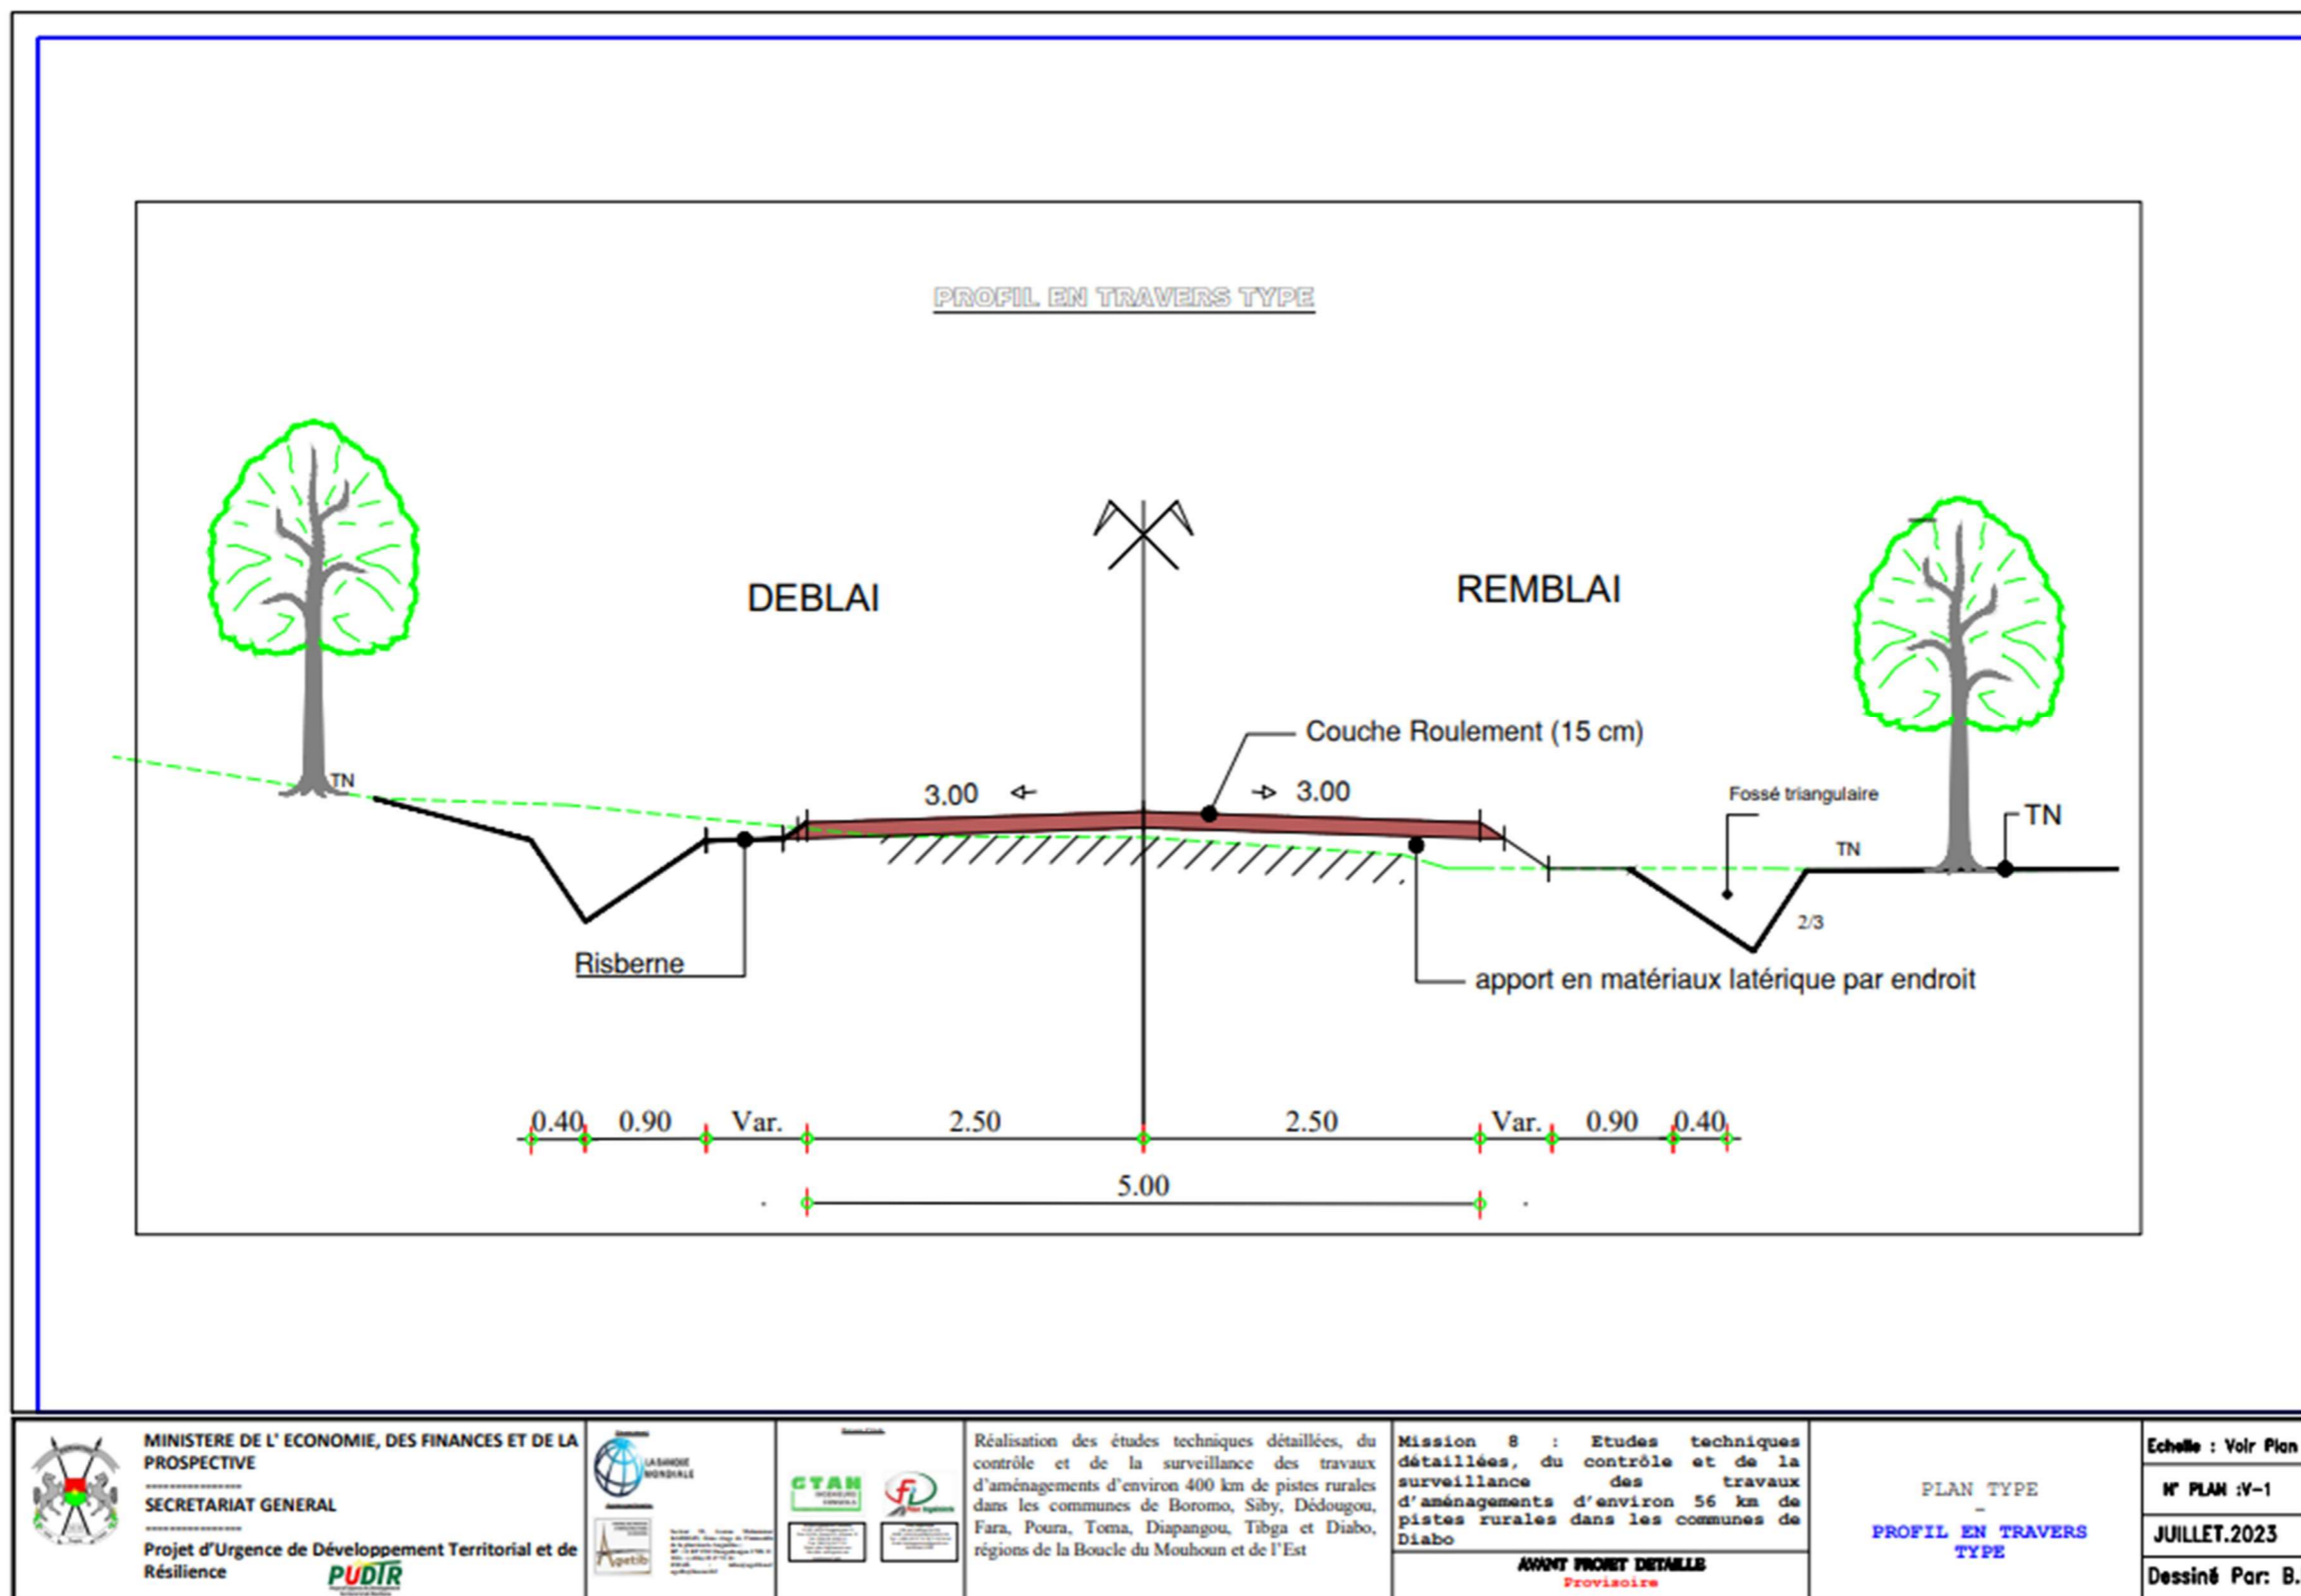 PROFIL EN TRAVERS TYPE
DEBLAI
REMBLAI
Couche Roulement (15 cm)
3.00
3.00
Fossé triangulaire
TN
TN
TN
2/3
Risberne
apport en matériaux latérique par endroit
0.40
0.90
Var.
2.50
2.50
Var.
0.90
0.40
5.00
MINISTERE DE L' ECONOMIE, DES FINANCES ET DE LA
PROSPECTIVE
----------------
SECRETARIAT GENERAL
----------------
Projet d'Urgence de Développement Territorial et de
Résilience
PUDTR
LA BANQUE
MONDIALE
Agetib
GTAH
INGENIEURS
CONSEILS
Réalisation des études techniques détaillées, du
contrôle et de la surveillance des travaux
d'aménagements d'environ 400 km de pistes rurales
dans les communes de Boromo, Siby, Dédougou,
Fara, Poura, Toma, Diapangou, Tibga et Diabo,
régions de la Boucle du Mouhoun et de l'Est
Mission 8 : Etudes techniques
détaillées, du contrôle et de la
surveillance des travaux
d'aménagements d'environ 56 km de
pistes rurales dans les communes de
Diabo
AVANT PROJET DETAILLE
Provisoire
PLAN TYPE
–
PROFIL EN TRAVERS
TYPE
Echelle : Voir Plan
N° PLAN :V-1
JUILLET.2023
Dessiné Par: B.